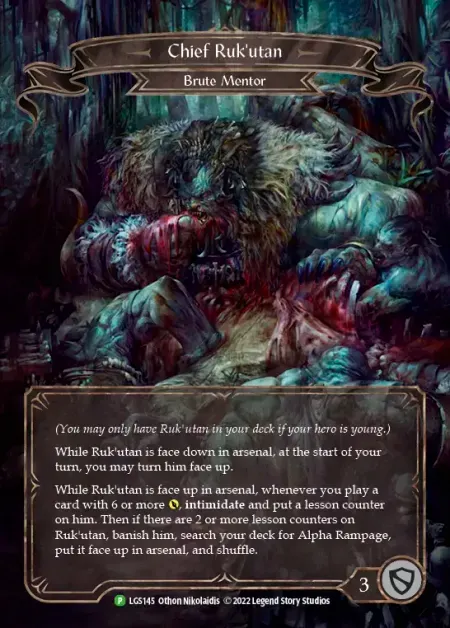 Chief Ruk'utan
Brute Mentor
(You may only have Ruk'utan in your deck if your hero is young.)
While Ruk'utan is face down in arsenal, at the start of your
turn, you may turn him face up.
While Ruk'utan is face up in arsenal, whenever you play a
card with 6 or more , intimidate and put a lesson counter
on him. Then if there are 2 or more lesson counters on
Ruk'utan, banish him, search your deck for Alpha Rampage,
put it face up in arsenal, and shuffle.
3
P LGS145 Othon Nikolaidis © 2022 Legend Story Studios